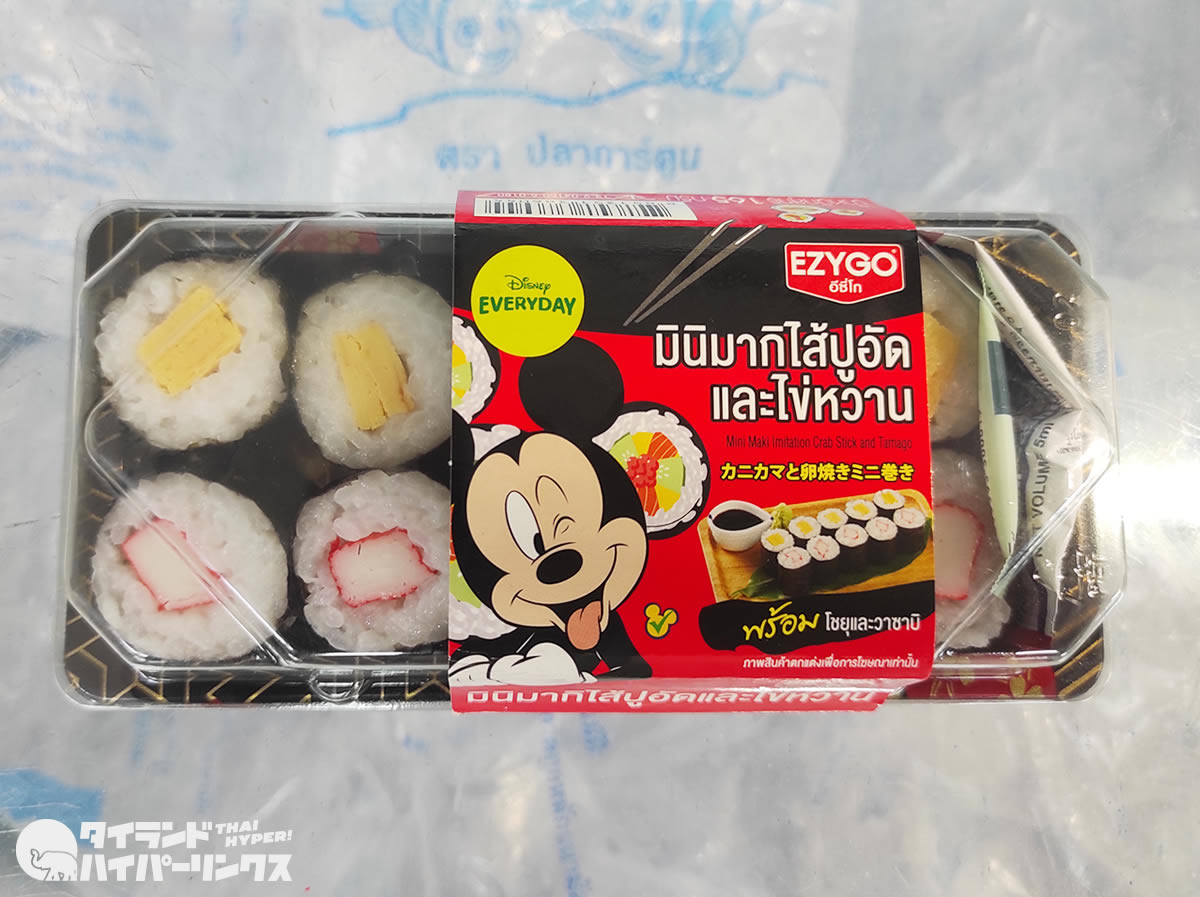 ตรา ปลาการ์ตูน
Disney
EVERYDAY
EZYGO
อีซี่โก
มินิมากิไส้ปูอัด
และไข่หวาน
Mini Maki Imitation Crab Stick and Tamago
カニカマと卵焼きミニ巻き
พร้อม โชยุและวาซาบิ
ภาพสินค้าตกแต่งเพื่อการโฆษณาเท่านั้น
มินิมากิไส้ปูอัดและไข่หวาน
VOLUME 5ml
タイランド THAI
HYPER!
ハイパーリンクス